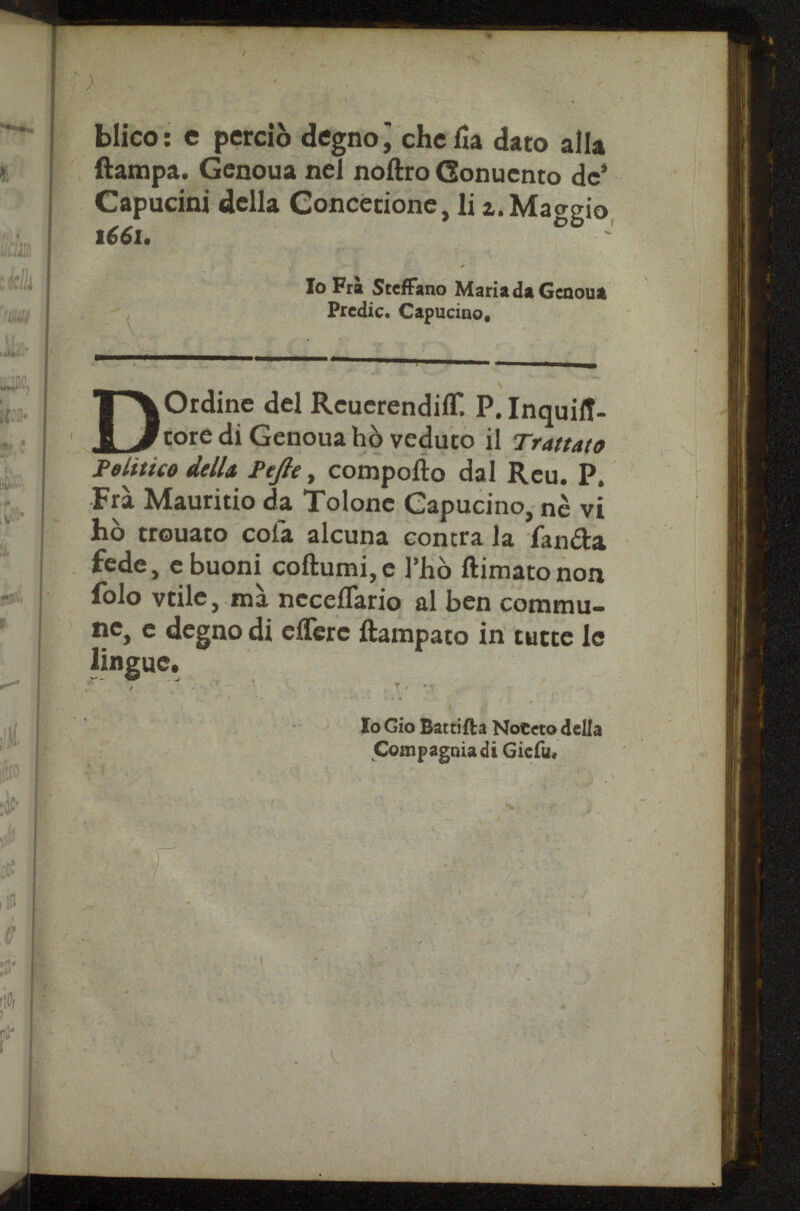 blico: e perciò degno, che ſia dato alla
ſtampa. Genoua nel noſtro Conuento de'
Capucini della Concetione, li 2. Maggio
1661.
Io Frà Steffano Maria da Genoua
Predic. Capucino.
DOrdine del Reuerendiſſ. P. Inquiſi-
tore di Genoua hò veduto il Trattato
Politico della Peſte, compoſto dal Reu. P.
Frà Mauritio da Tolone Capucino, nè vi
hò trouato coſa alcuna contra la ſancta
fede, e buoni coſtumi, e l'hò ſtimato non
ſolo vtile, mà neceſſario al ben commu-
ne, e degno di eſſere ſtampato in tutte le
lingue.
Io Gio Battiſta Noceto della
Compagnia di Gieſu.